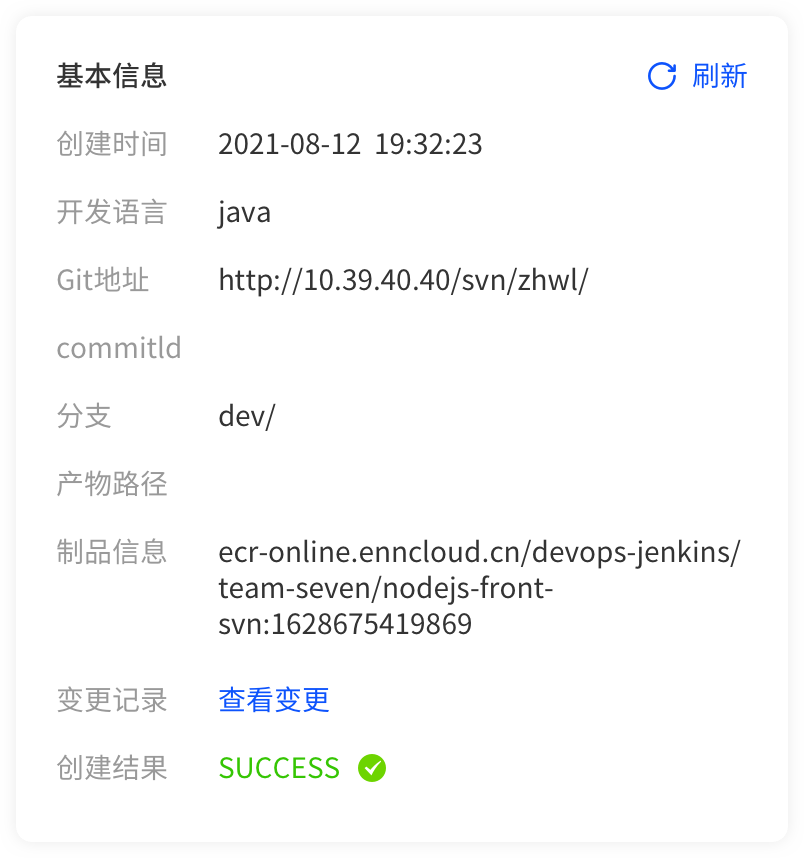 基本信息 刷新
创建时间 2021-08-12 19:32:23
开发语言 java
Git地址 http://10.39.40.40/svn/zhwl/
commitld
分支 dev/
产物路径
制品信息 ecr-online.enncloud.cn/devops-jenkins/
team-seven/nodejs-front-
svn:1628675419869
变更记录 查看变更
创建结果 SUCCESS